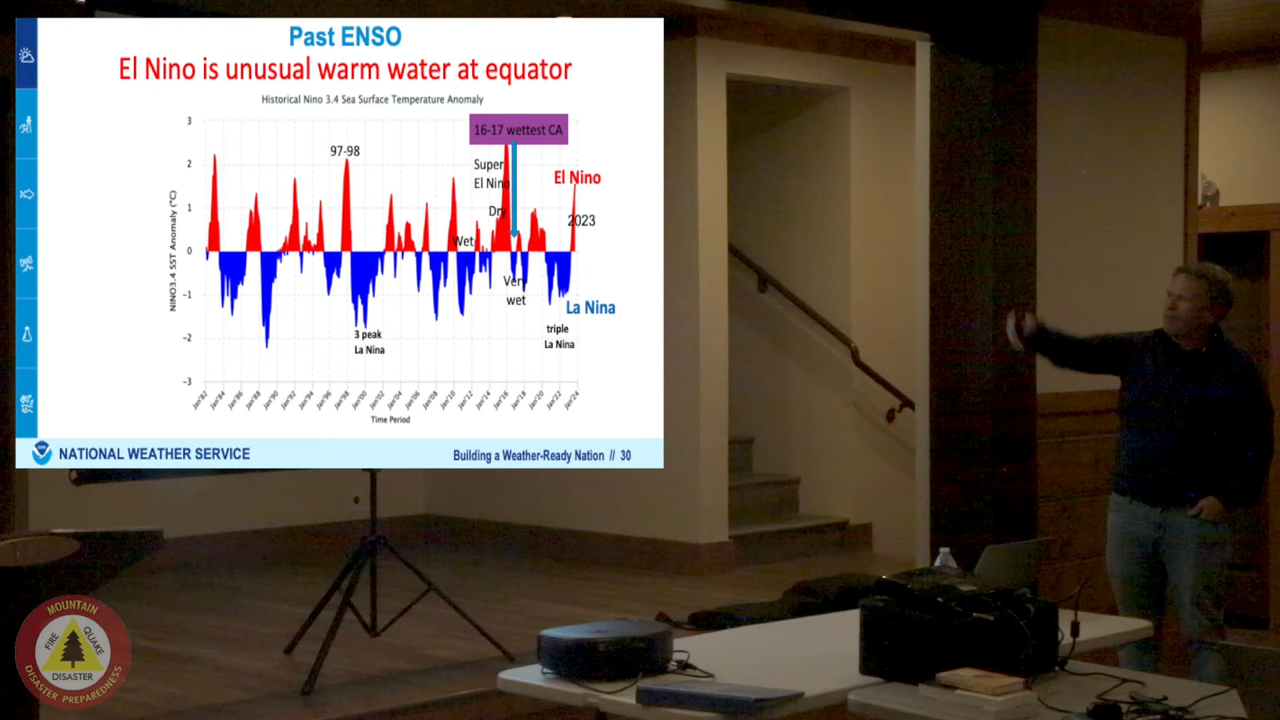 Past ENSO
El Nino is unusual warm water at equator
Historical Nino 3.4 Sea Surface Temperature Anomaly
NINO3.4 SST Anomaly (°C)
3
2
1
0
−1
−2
−3
97-98
16-17 wettest CA
Super
El Nino
Dry
Wet
Very
wet
El Nino
2023
La Nina
3 peak
La Nina
triple
La Nina
Jan'82 Jan'84 Jan'86 Jan'88 Jan'90 Jan'92 Jan'94 Jan'96 Jan'98 Jan'00 Jan'02 Jan'04 Jan'06 Jan'08 Jan'10 Jan'12 Jan'14 Jan'16 Jan'18 Jan'20 Jan'22 Jan'24
Time Period
NATIONAL WEATHER SERVICE
Building a Weather-Ready Nation // 30
MOUNTAIN
FIRE
QUAKE
DISASTER
DISASTER PREPAREDNESS